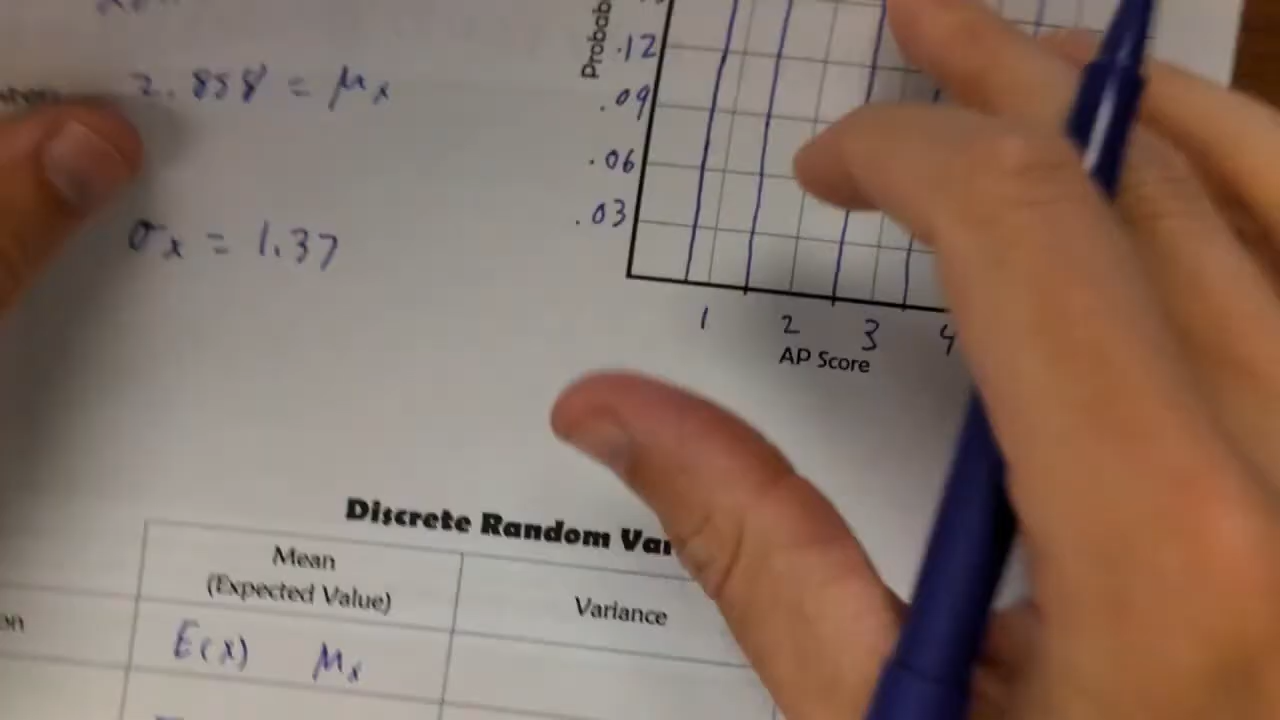 2.858 = μx
σx = 1.37
Probab
.12
.09
.06
.03
1 2 3 4
AP Score
Discrete Random Var
Mean
(Expected Value)
Variance
on
E(x) μx